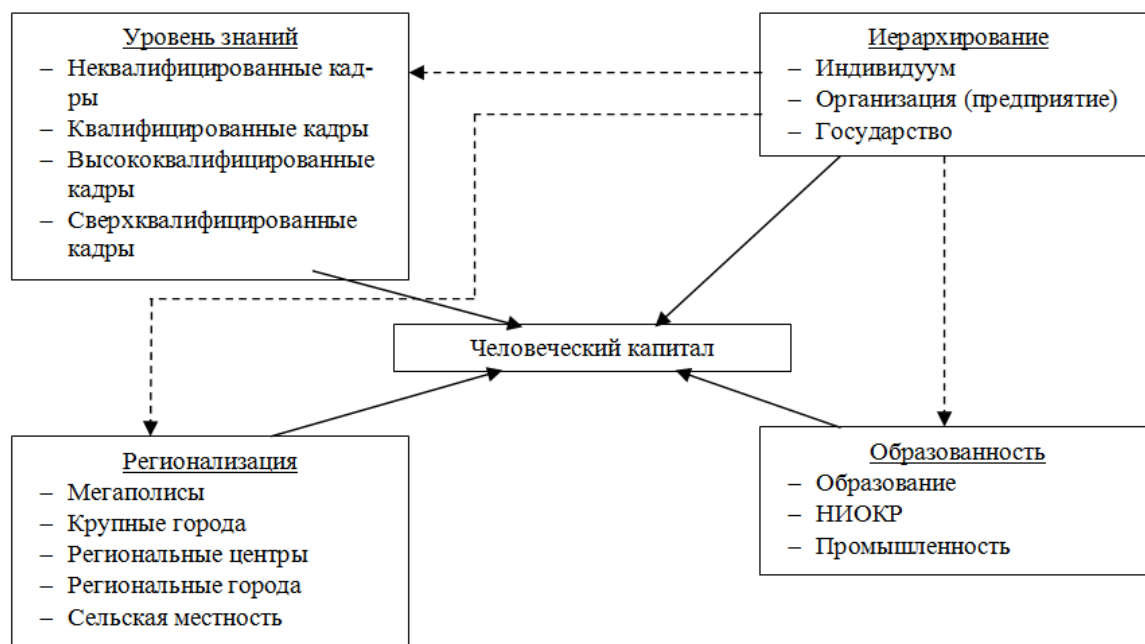 Уровень знаний
– Неквалифицированные кад-
ры
– Квалифицированные кадры
– Высококвалифицированные
кадры
– Сверхквалифицированные
кадры
Иерархирование
– Индивидуум
– Организация (предприятие)
– Государство
Человеческий капитал
Регионализация
– Мегаполисы
– Крупные города
– Региональные центры
– Региональные города
– Сельская местность
Образованность
– Образование
– НИОКР
– Промышленность